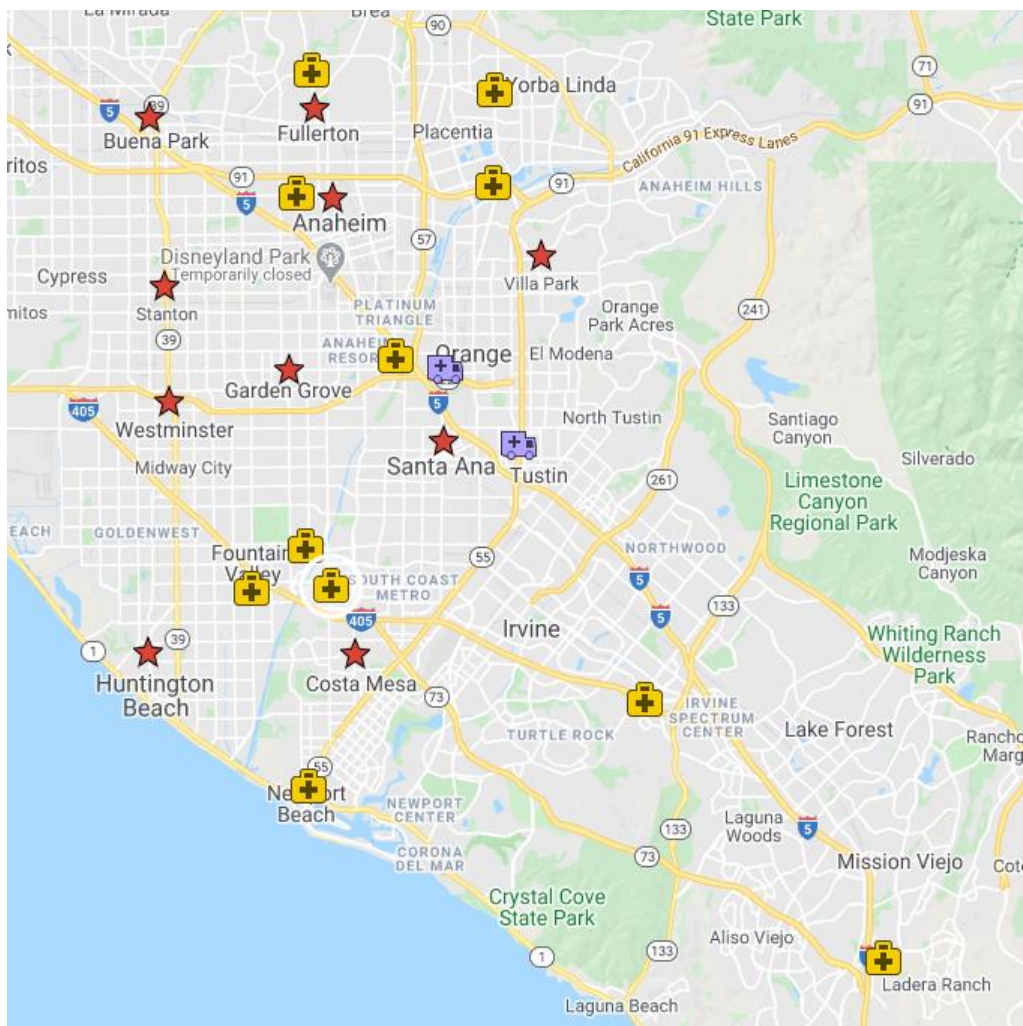 La Mirada
Brea
State Park
90
71
Yorba Linda
91
5
39
Buena Park
Fullerton
Placentia
California 91 Express Lanes
ritos
91
5
91
ANAHEIM HILLS
Anaheim
57
Disneyland Park
Temporarily closed
Cypress
Villa Park
mitos
Stanton
PLATINUM
TRIANGLE
Orange
Park Acres
241
39
ANAHEIM
RESOR
Orange
El Modena
Garden Grove
405
5
Westminster
North Tustin
Santiago
Canyon
Midway City
Santa Ana
Tustin
Silverado
261
Limestone
Canyon
Regional Park
EACH
GOLDENWEST
Fountain
Valley
SOUTH COAST
METRO
55
NORTHWOOD
Modjeska
Canyon
5
405
5
133
Irvine
1
39
Whiting Ranch
Wilderness
Park
Huntington
Beach
Costa Mesa
73
IRVINE
SPECTRUM
CENTER
TURTLE ROCK
Lake Forest
Rancho
Marg
55
Newport
Beach
NEWPORT
CENTER
Laguna
Woods
5
133
CORONA
DEL MAR
73
Mission Viejo
Cot
Crystal Cove
State Park
Aliso Viejo
1
133
Ladera Ranch
Laguna Beach